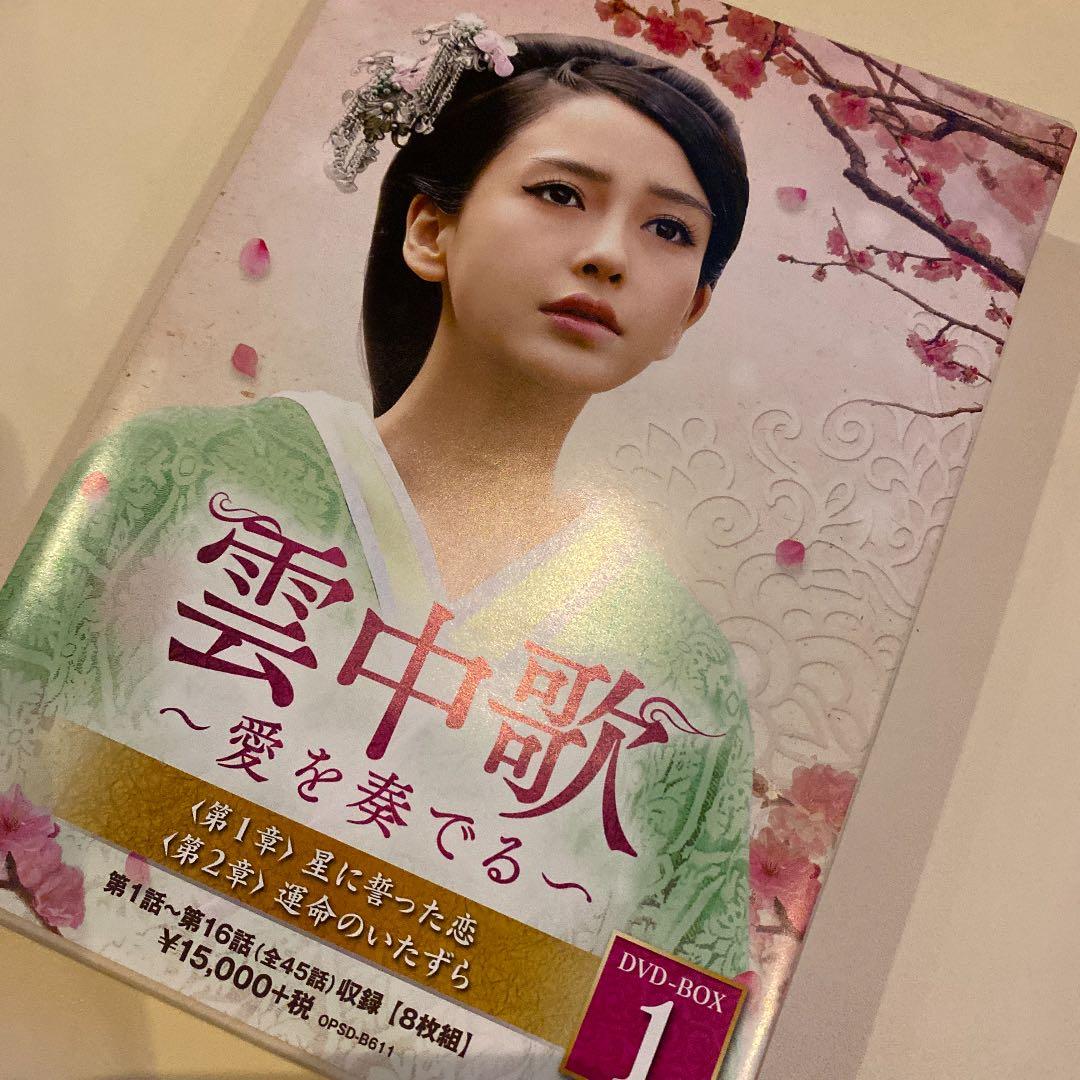 雲中歌
～愛を奏でる～
〈第1章〉星に誓った恋
〈第2章〉運命のいたずら
第1話～第16話(全45話)収録【8枚組】
¥15,000+税 OPSD-B611
DVD-BOX
1